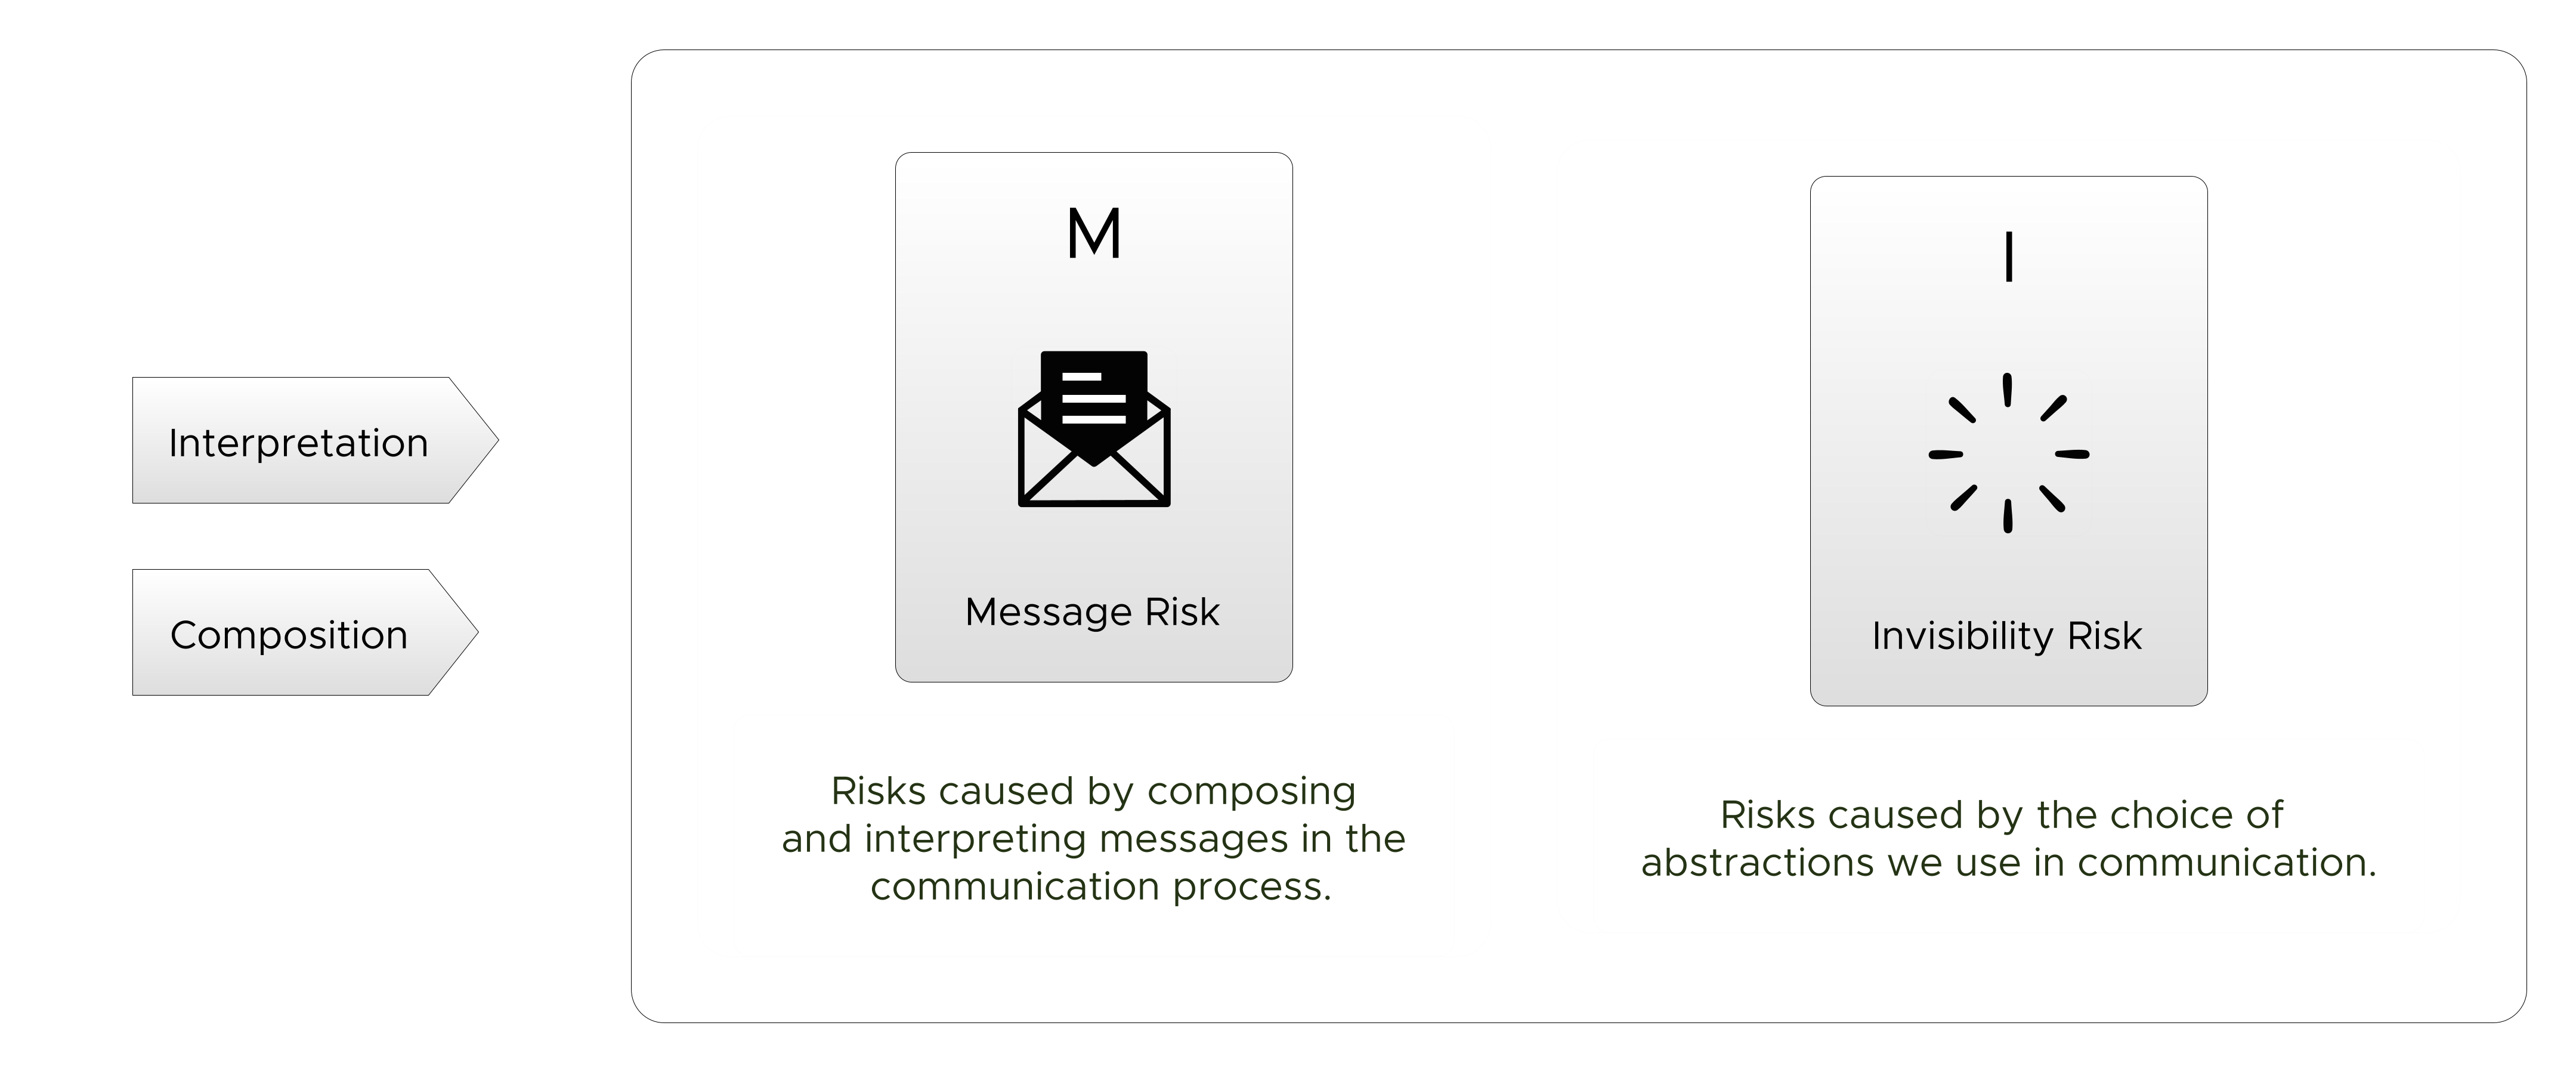 Interpretation
Composition
M
Message Risk
Risks caused by composing
and interpreting messages in the
communication process.
I
Invisibility Risk
Risks caused by the choice of
abstractions we use in communication.